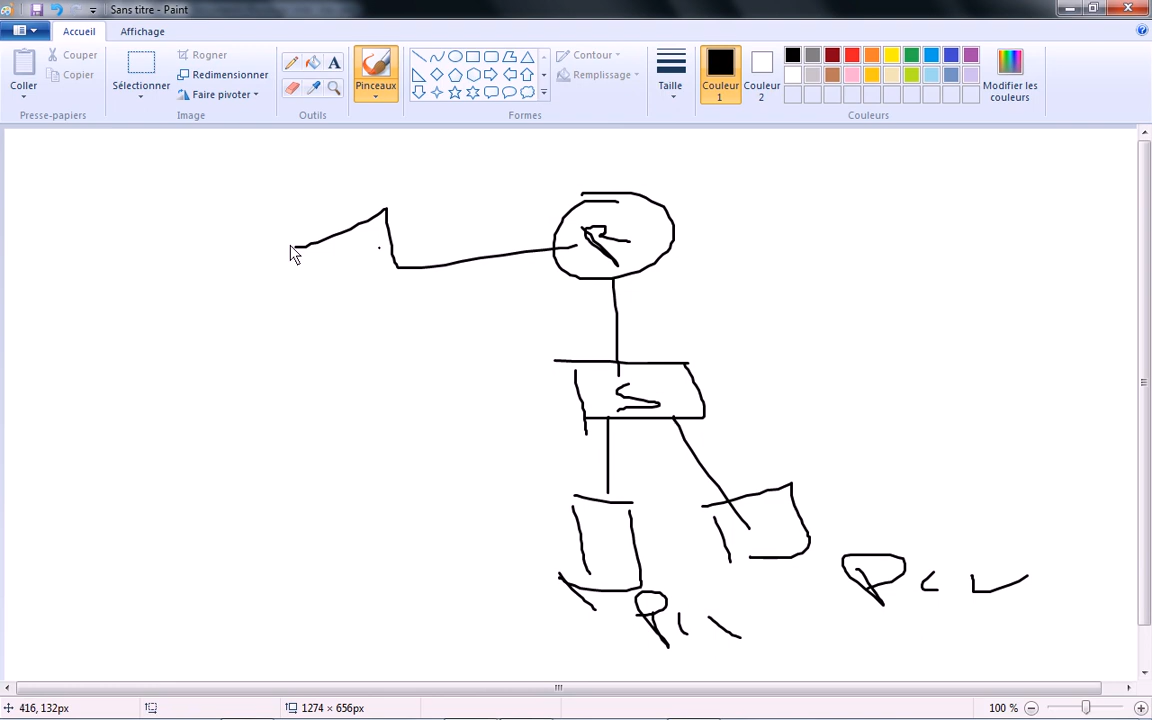 Sans titre - Paint
Accueil
Affichage
Coller
Couper
Copier
Presse-papiers
Sélectionner
Rogner
Redimensionner
Faire pivoter
Image
A
Outils
Pinceaux
Contour
Remplissage
Formes
Taille
Couleur
1
Couleur
2
Modifier les
couleurs
Couleurs
R
S
416, 132px
1274 × 656px
100 %